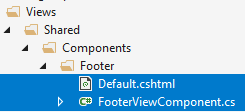 Views
Shared
Components
Footer
Default.cshtml
FooterViewComponent.cs